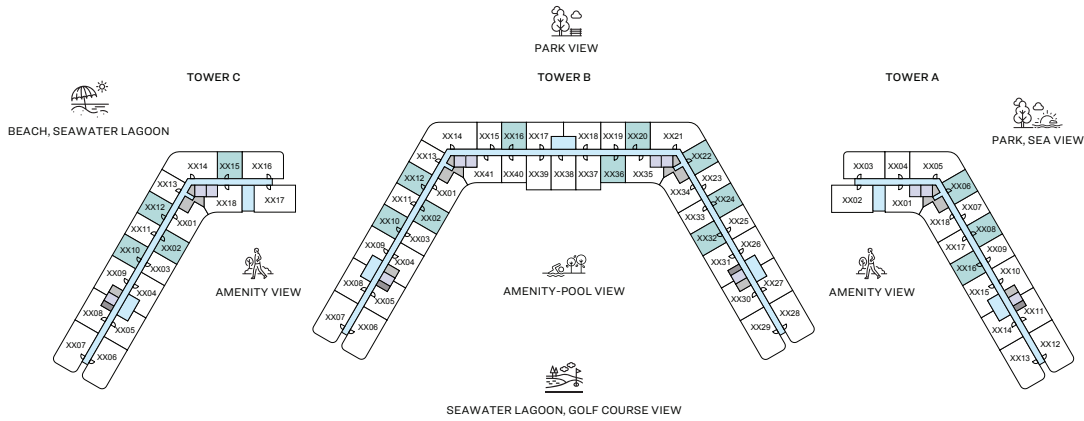 PARK VIEW
TOWER C
TOWER B
TOWER A
BEACH, SEAWATER LAGOON
PARK, SEA VIEW
XX14
XX15
XX16
XX13
XX12
XX11
XX10
XX09
XX08
XX07
XX06
XX05
XX04
XX03
XX02
XX01
XX18
XX17
AMENITY VIEW
XX14
XX15
XX16
XX17
XX18
XX19
XX20
XX21
XX13
XX12
XX11
XX10
XX09
XX08
XX07
XX06
XX05
XX04
XX03
XX02
XX01
XX41
XX40
XX39
XX38
XX37
XX36
XX35
XX22
XX23
XX24
XX25
XX26
XX27
XX28
XX29
XX30
XX31
XX32
XX33
XX34
AMENITY-POOL VIEW
SEAWATER LAGOON, GOLF COURSE VIEW
AMENITY VIEW
XX03
XX04
XX05
XX02
XX01
XX06
XX07
XX08
XX09
XX10
XX11
XX12
XX13
XX14
XX15
XX16
XX17
XX18